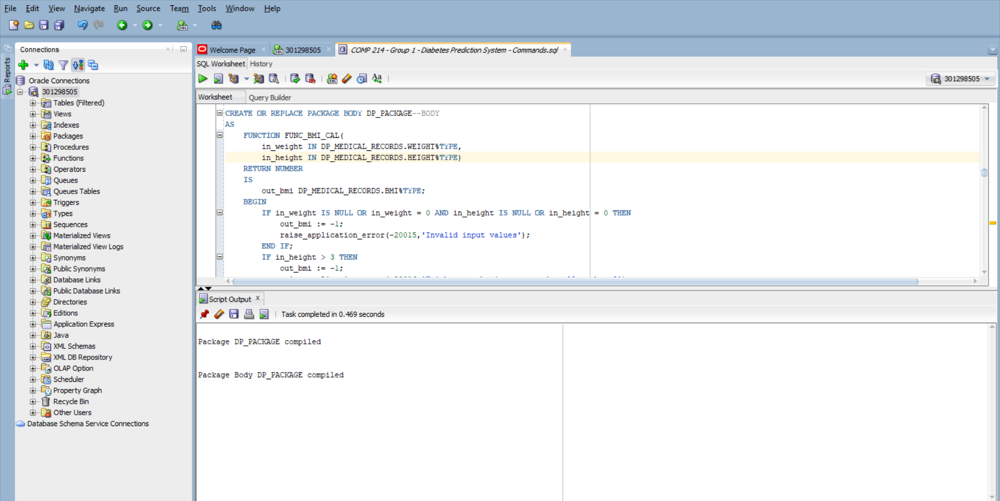 File Edit View Navigate Run Source Team Tools Window Help
Reports
Connections
Oracle Connections
301298505
Tables (Filtered)
Views
Indexes
Packages
Procedures
Functions
Operators
Queues
Queues Tables
Triggers
Types
Sequences
Materialized Views
Materialized View Logs
Synonyms
Public Synonyms
Database Links
Public Database Links
Directories
Editions
Application Express
Java
XML Schemas
XML DB Repository
OLAP Option
Scheduler
Property Graph
Recycle Bin
Other Users
Database Schema Service Connections
Welcome Page 301298505 COMP 214 - Group 1 - Diabetes Prediction System - Commands.sql
SQL Worksheet History
301298505
Worksheet Query Builder
CREATE OR REPLACE PACKAGE BODY DP_PACKAGE--BODY
AS
FUNCTION FUNC_BMI_CAL(
in_weight IN DP_MEDICAL_RECORDS.WEIGHT%TYPE,
in_height IN DP_MEDICAL_RECORDS.HEIGHT%TYPE)
RETURN NUMBER
IS
out_bmi DP_MEDICAL_RECORDS.BMI%TYPE;
BEGIN
IF in_weight IS NULL OR in_weight = 0 AND in_height IS NULL OR in_height = 0 THEN
out_bmi := -1;
raise_application_error(-20015,'Invalid input values');
END IF;
IF in_height > 3 THEN
out_bmi := -1;
Script Output
Task completed in 0.469 seconds
Package DP_PACKAGE compiled
Package Body DP_PACKAGE compiled